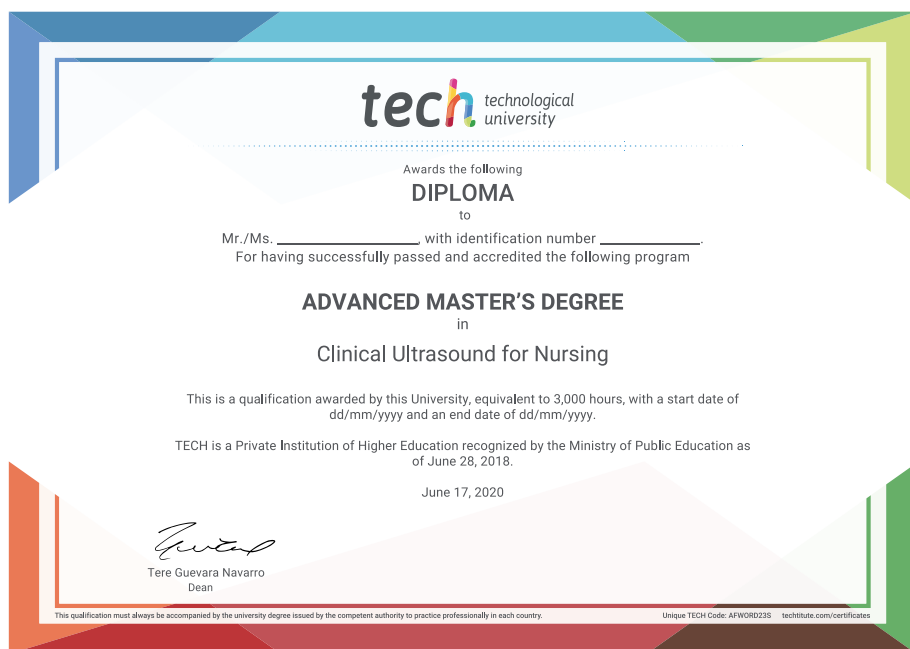 tech technological
university
Awards the following
DIPLOMA
to
Mr./Ms. ____________________, with identification number ______________.
For having successfully passed and accredited the following program
ADVANCED MASTER'S DEGREE
in
Clinical Ultrasound for Nursing
This is a qualification awarded by this University, equivalent to 3,000 hours, with a start date of
dd/mm/yyyy and an end date of dd/mm/yyyy.
TECH is a Private Institution of Higher Education recognized by the Ministry of Public Education as
of June 28, 2018.
June 17, 2020
Tere Guevara Navarro
Dean
This qualification must always be accompanied by the university degree issued by the competent authority to practice professionally in each country.
Unique TECH Code: AFWORD23S techtitute.com/certificates